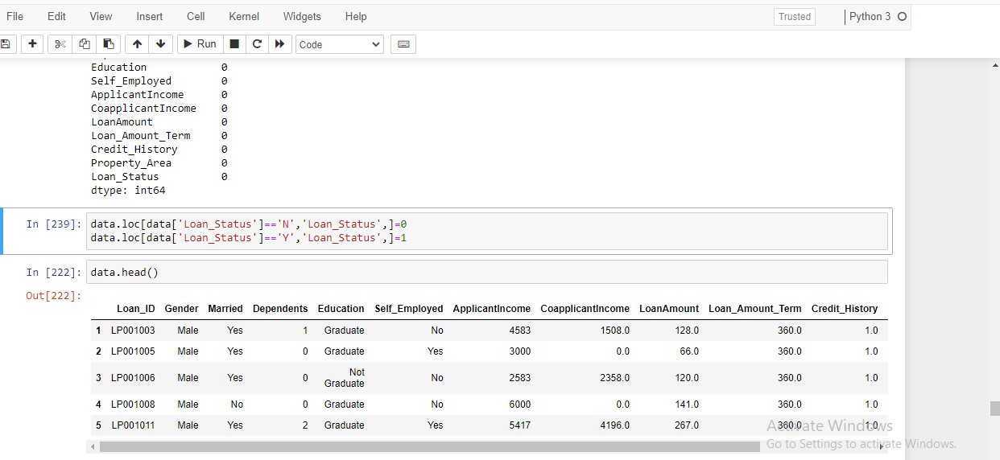 File Edit View Insert Cell Kernel Widgets Help Trusted Python 3
Run Code
Education 0
Self_Employed 0
ApplicantIncome 0
CoapplicantIncome 0
LoanAmount 0
Loan_Amount_Term 0
Credit_History 0
Property_Area 0
Loan_Status 0
dtype: int64
In [239]: data.loc[data['Loan_Status']=='N','Loan_Status',]=0
data.loc[data['Loan_Status']=='Y','Loan_Status',]=1
In [222]: data.head()
Out[222]:
Loan_ID Gender Married Dependents Education Self_Employed ApplicantIncome CoapplicantIncome LoanAmount Loan_Amount_Term Credit_History
1 LP001003 Male Yes 1 Graduate No 4583 1508.0 128.0 360.0 1.0
2 LP001005 Male Yes 0 Graduate Yes 3000 0.0 66.0 360.0 1.0
3 LP001006 Male Yes 0 Not Graduate No 2583 2358.0 120.0 360.0 1.0
4 LP001008 Male No 0 Graduate No 6000 0.0 141.0 360.0 1.0
5 LP001011 Male Yes 2 Graduate Yes 5417 4196.0 267.0 360.0 1.0
Activate Windows
Go to Settings to activate Windows.